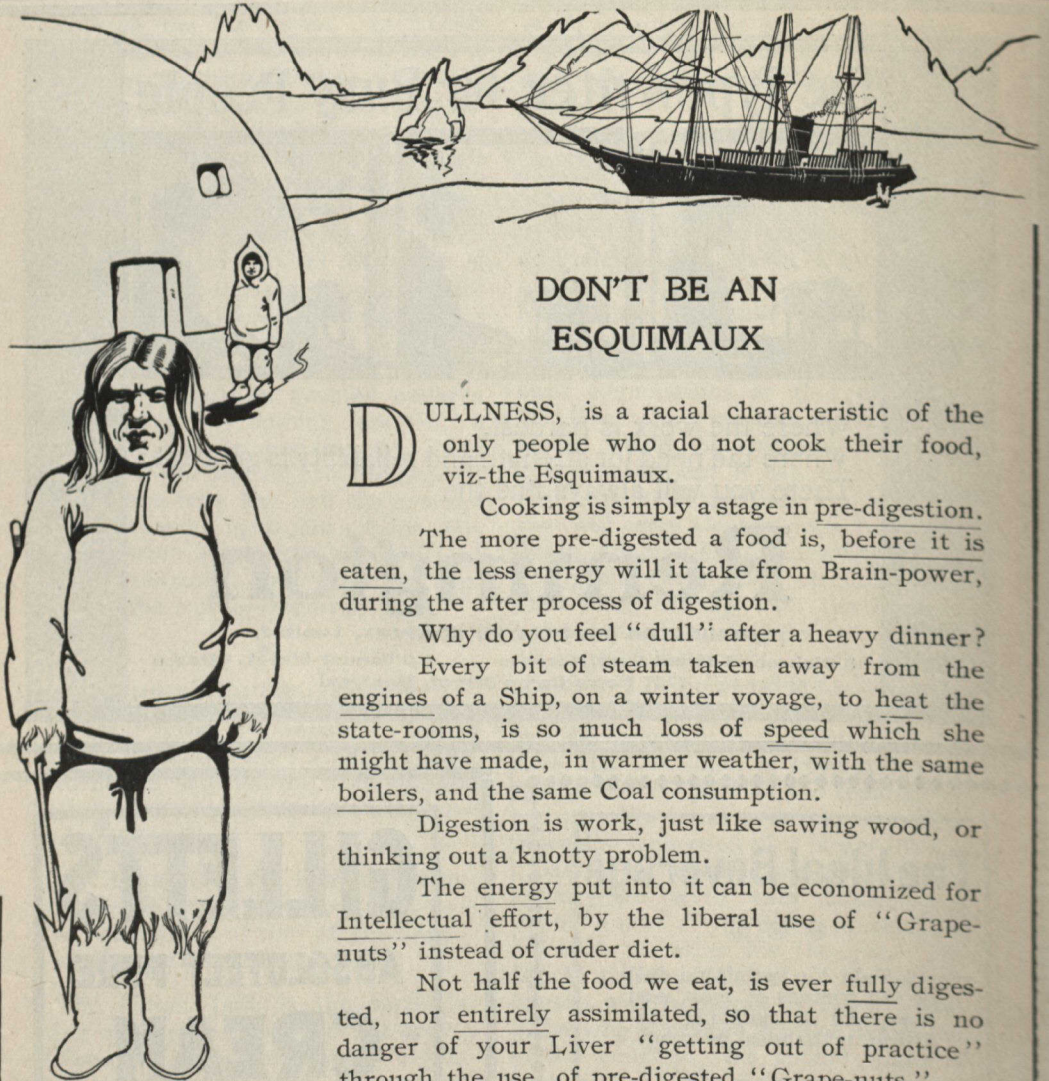 DON'T BE AN
ESQUIMAUX
DULLNESS, is a racial characteristic of the
only people who do not cook their food,
viz-the Esquimaux.
Cooking is simply a stage in pre-digestion.
The more pre-digested a food is, before it is
eaten, the less energy will it take from Brain-power,
during the after process of digestion.
Why do you feel "dull" after a heavy dinner?
Every bit of steam taken away from the
engines of a Ship, on a winter voyage, to heat the
state-rooms, is so much loss of speed which she
might have made, in warmer weather, with the same
boilers, and the same Coal consumption.
Digestion is work, just like sawing wood, or
thinking out a knotty problem.
The energy put into it can be economized for
Intellectual effort, by the liberal use of "Grape-
nuts" instead of cruder diet.
Not half the food we eat, is ever fully diges-
ted, nor entirely assimilated, so that there is no
danger of your Liver "getting out of practice"
through the use of pre-digested "Grape-nuts."